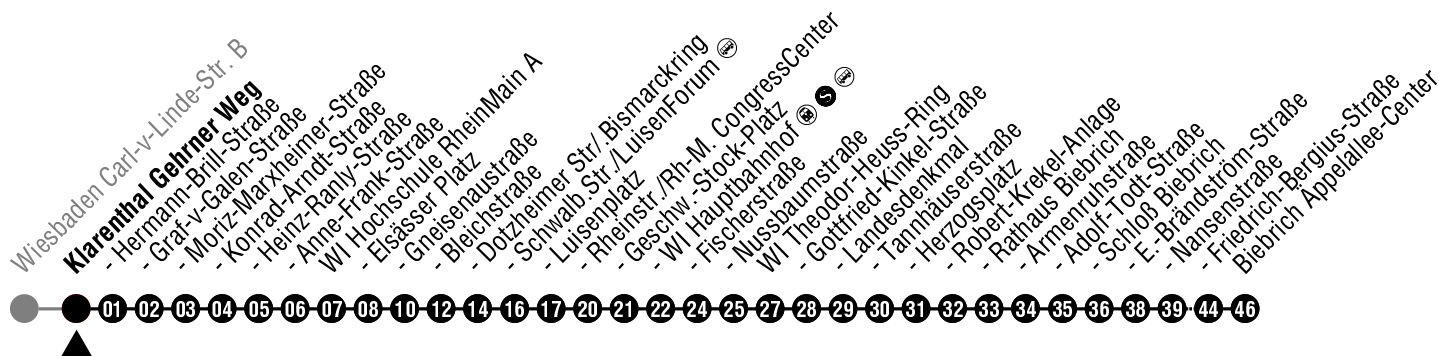 Wiesbaden Carl-v-Linde-Str. B
Klarenthal Gehrner Weg
- Hermann-Brill-Straße
- Graf-v-Galen-Straße
- Moriz-Marxheimer-Straße
- Konrad-Arndt-Straße
- Heinz-Ranly-Straße
- Anne-Frank-Straße
WI Hochschule RheinMain A
- Elsässer Platz
- Gneisenaustraße
- Bleichstraße
- Dotzheimer Str/.Bismarckring
- Schwalb.Str./LuisenForum
- Luisenplatz
- Rheinstr./Rh-M. CongressCenter
- Geschw.-Stock-Platz
- WI Hauptbahnhof S
- Fischerstraße
- Nussbaumstraße
WI Theodor-Heuss-Ring
- Gottfried-Kinkel-Straße
- Landesdenkmal
- Tannhäuserstraße
- Herzogsplatz
- Robert-Krekel-Anlage
- Rathaus Biebrich
- Armenruhstraße
- Adolf-Todt-Straße
- Schloß Biebrich
- E.-Brändström-Straße
- Nansenstraße
- Friedrich-Bergius-Straße
Biebrich Äppelallee-Center
01 02 03 04 05 06 07 08 10 12 14 16 17 20 21 22 24 25 27 28 29 30 31 32 33 34 35 36 38 39 44 46